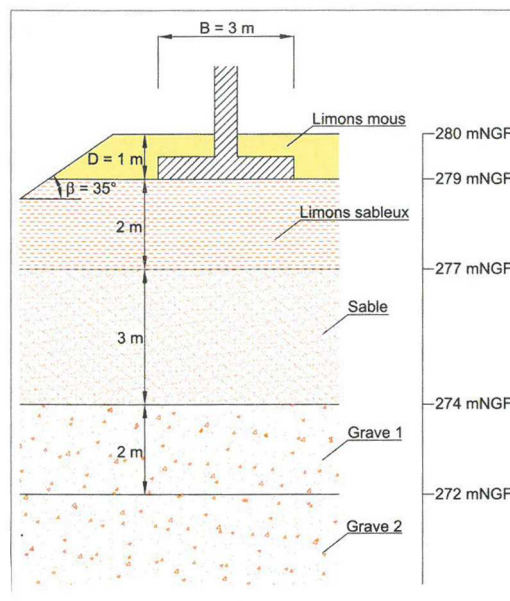 B = 3 m
Limons mous
280 mNGF
D = 1 m
279 mNGF
β = 35°
2 m
Limons sableux
277 mNGF
Sable
3 m
274 mNGF
Grave 1
2 m
272 mNGF
Grave 2